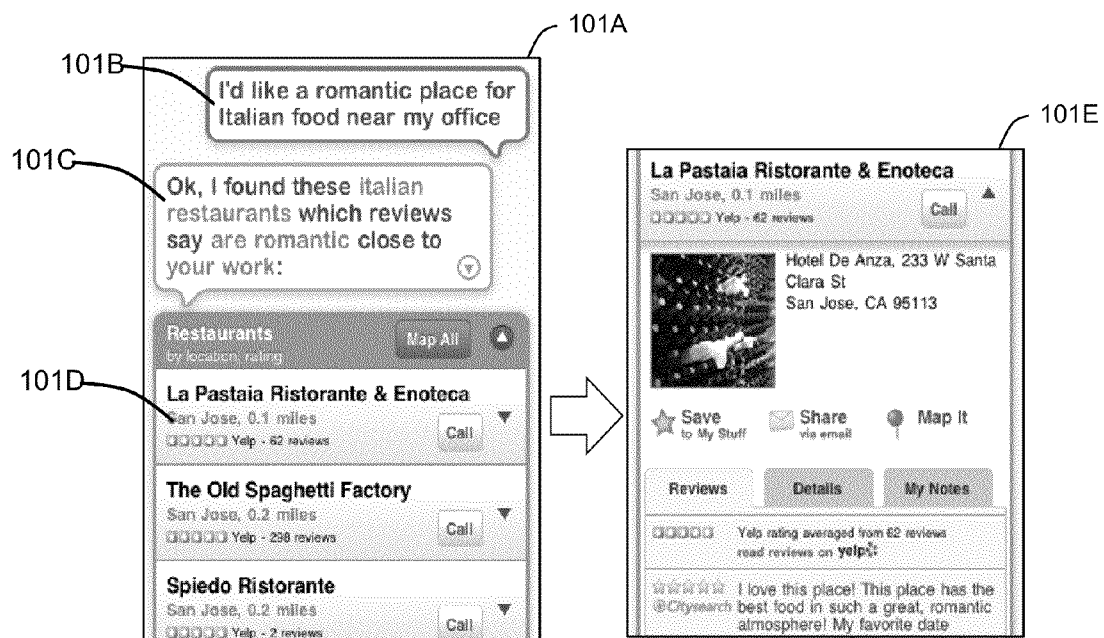 101A
101B
I'd like a romantic place for
Italian food near my office
101C
Ok, I found these italian
restaurants which reviews
say are romantic close to
your work:
Restaurants
by location, rating
Map All
101D
La Pastaia Ristorante & Enoteca
San Jose, 0.1 miles
Yelp - 62 reviews
Call
The Old Spaghetti Factory
San Jose, 0.2 miles
Yelp - 298 reviews
Call
Spiedo Ristorante
San Jose, 0.2 miles
Yelp - 2 reviews
Call
101E
La Pastaia Ristorante & Enoteca
San Jose, 0.1 miles
Yelp - 62 reviews
Call
Hotel De Anza, 233 W Santa
Clara St
San Jose, CA 95113
Save
to My Stuff
Share
via email
Map It
Reviews
Details
My Notes
Yelp rating averaged from 62 reviews
read reviews on yelp
I love this place! This place has the
@Citysearch best food in such a great, romantic
atmosphere! My favorite date